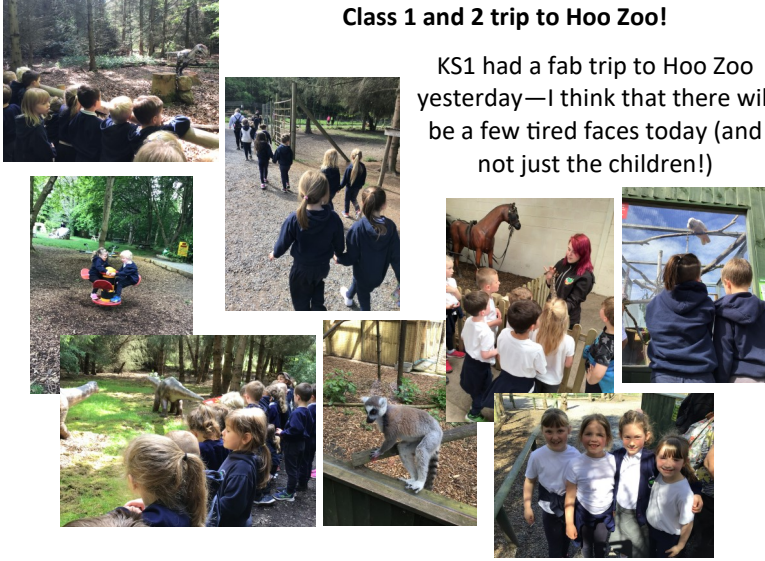 Class 1 and 2 trip to Hoo Zoo!
KS1 had a fab trip to Hoo Zoo
yesterday—I think that there wil
be a few tired faces today (and
not just the children!)